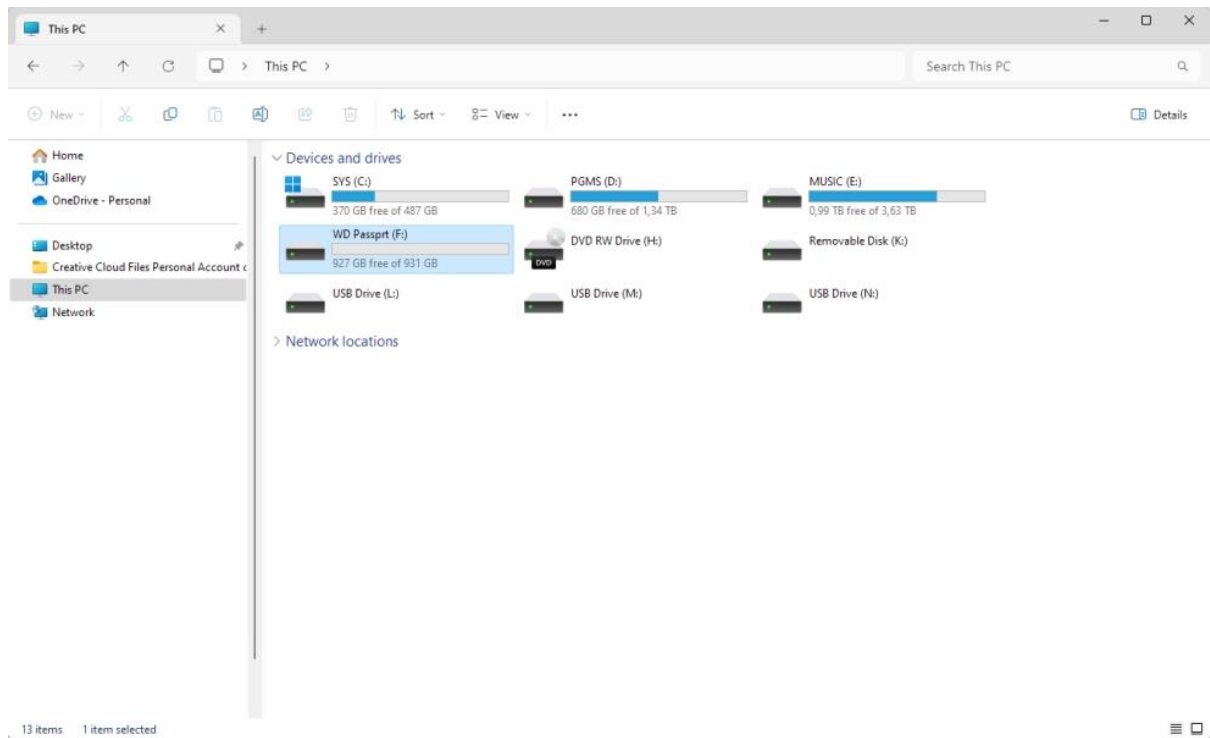 This PC
This PC
Search This PC
New
Sort
View
Details
Home
Gallery
OneDrive - Personal
Desktop
Creative Cloud Files Personal Account
This PC
Network
Devices and drives
SYS (C:)
370 GB free of 487 GB
PGMS (D:)
680 GB free of 1,34 TB
MUSIC (E:)
0,99 TB free of 3,63 TB
WD Passprt (F:)
927 GB free of 931 GB
DVD RW Drive (H:)
DVD
Removable Disk (K:)
USB Drive (L:)
USB Drive (M:)
USB Drive (N:)
Network locations
13 items
1 item selected